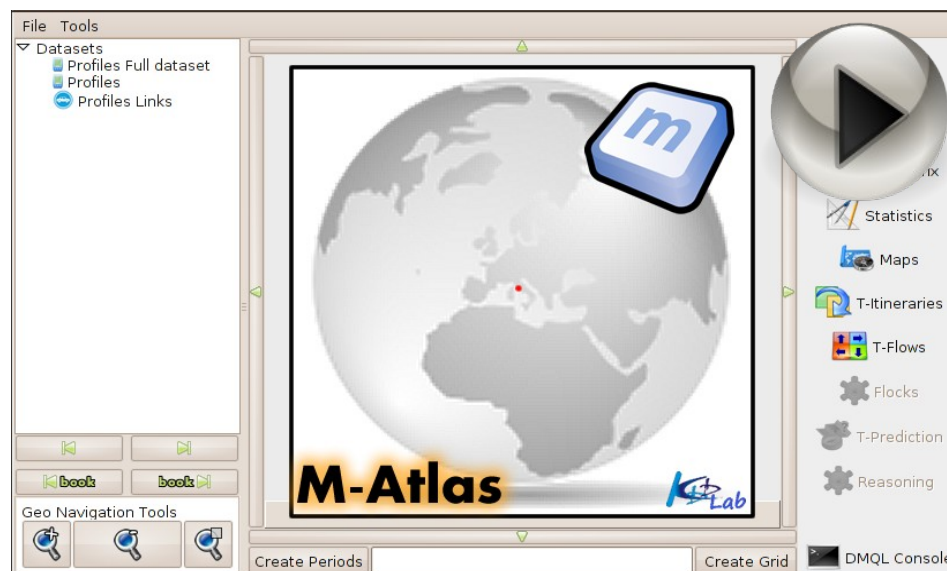 File Tools
Datasets
Profiles Full dataset
Profiles
Profiles Links
book
book
Geo Navigation Tools
m
M-Atlas
KDD Lab
Create Periods
Create Grid
Statistics
Maps
T-Itineraries
T-Flows
Flocks
T-Prediction
Reasoning
DMQL Console